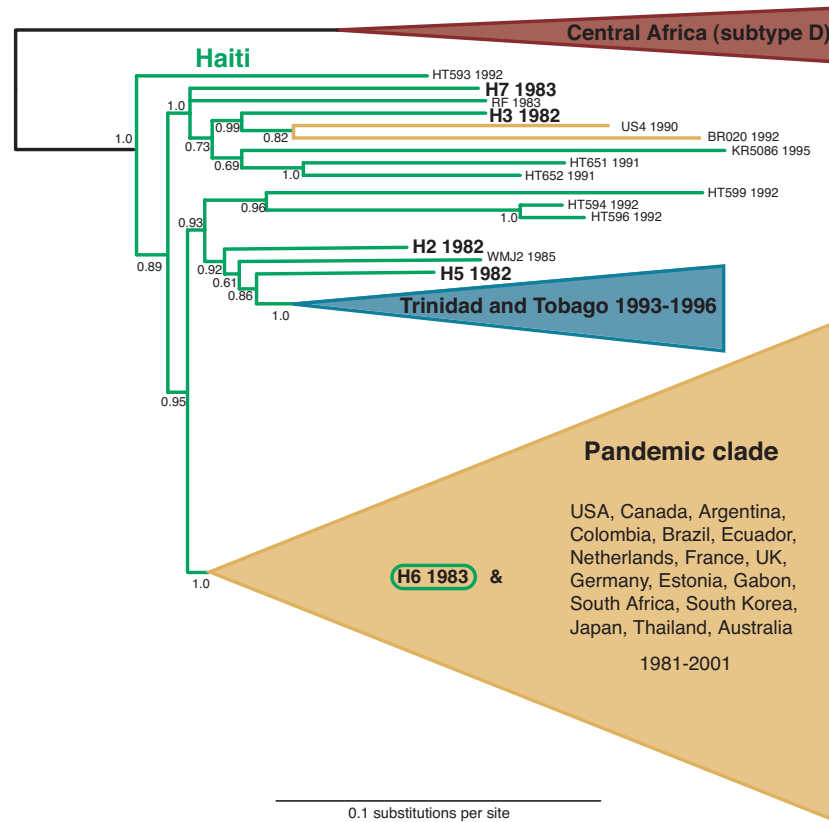 Central Africa (subtype D)
Haiti
HT593 1992
H7 1983
1.0
RF 1983
H3 1982
0.99
US4 1990
1.0
0.82
BR020 1992
0.73
KR5086 1995
0.69
HT651 1991
1.0
HT652 1991
HT599 1992
0.96
HT594 1992
1.0
HT596 1992
0.93
H2 1982
WMJ2 1985
0.89
0.92
H5 1982
0.61
0.86
Trinidad and Tobago 1993-1996
1.0
0.95
Pandemic clade
USA, Canada, Argentina,
Colombia, Brazil, Ecuador,
Netherlands, France, UK,
Germany, Estonia, Gabon,
South Africa, South Korea,
Japan, Thailand, Australia
1981-2001
H6 1983 &
1.0
0.1 substitutions per site